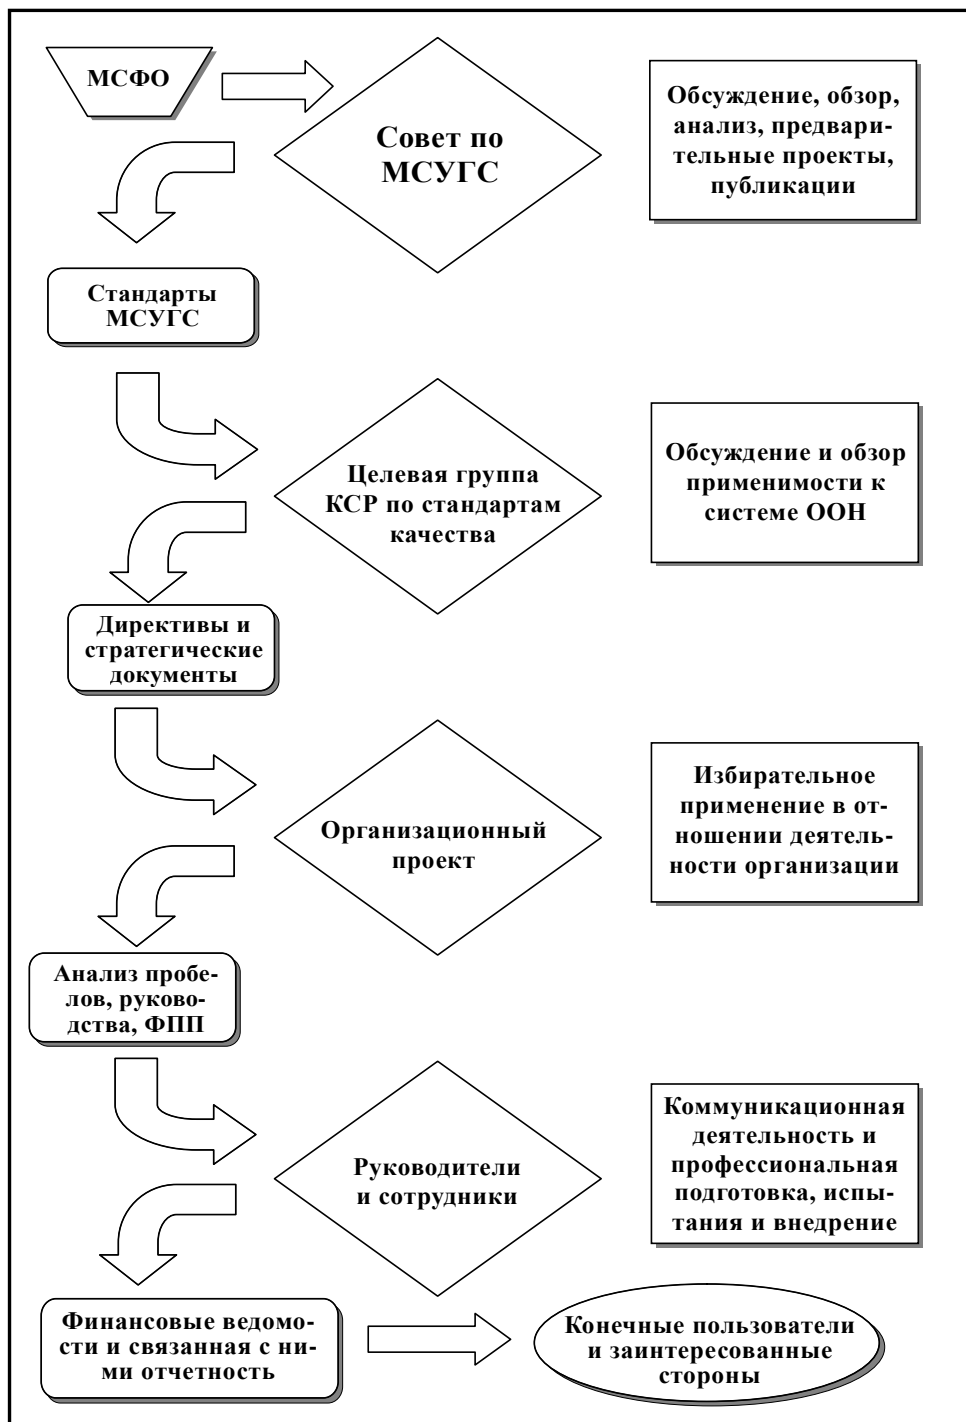 МСФО
Совет по
МСУГС
Обсуждение, обзор,
анализ, предвари-
тельные проекты,
публикации
Стандарты
МСУГС
Целевая группа
КСР по стандартам
качества
Обсуждение и обзор
применимости к
системе ООН
Директивы и
стратегические
документы
Организационный
проект
Избирательное
применение в от-
ношении деятель-
ности организации
Анализ пробе-
лов, руково-
дства, ФПП
Руководители
и сотрудники
Коммуникационная
деятельность и
профессиональная
подготовка, испы-
тания и внедрение
Финансовые ведомо-
сти и связанная с ни-
ми отчетность
Конечные пользователи
и заинтересованные
стороны